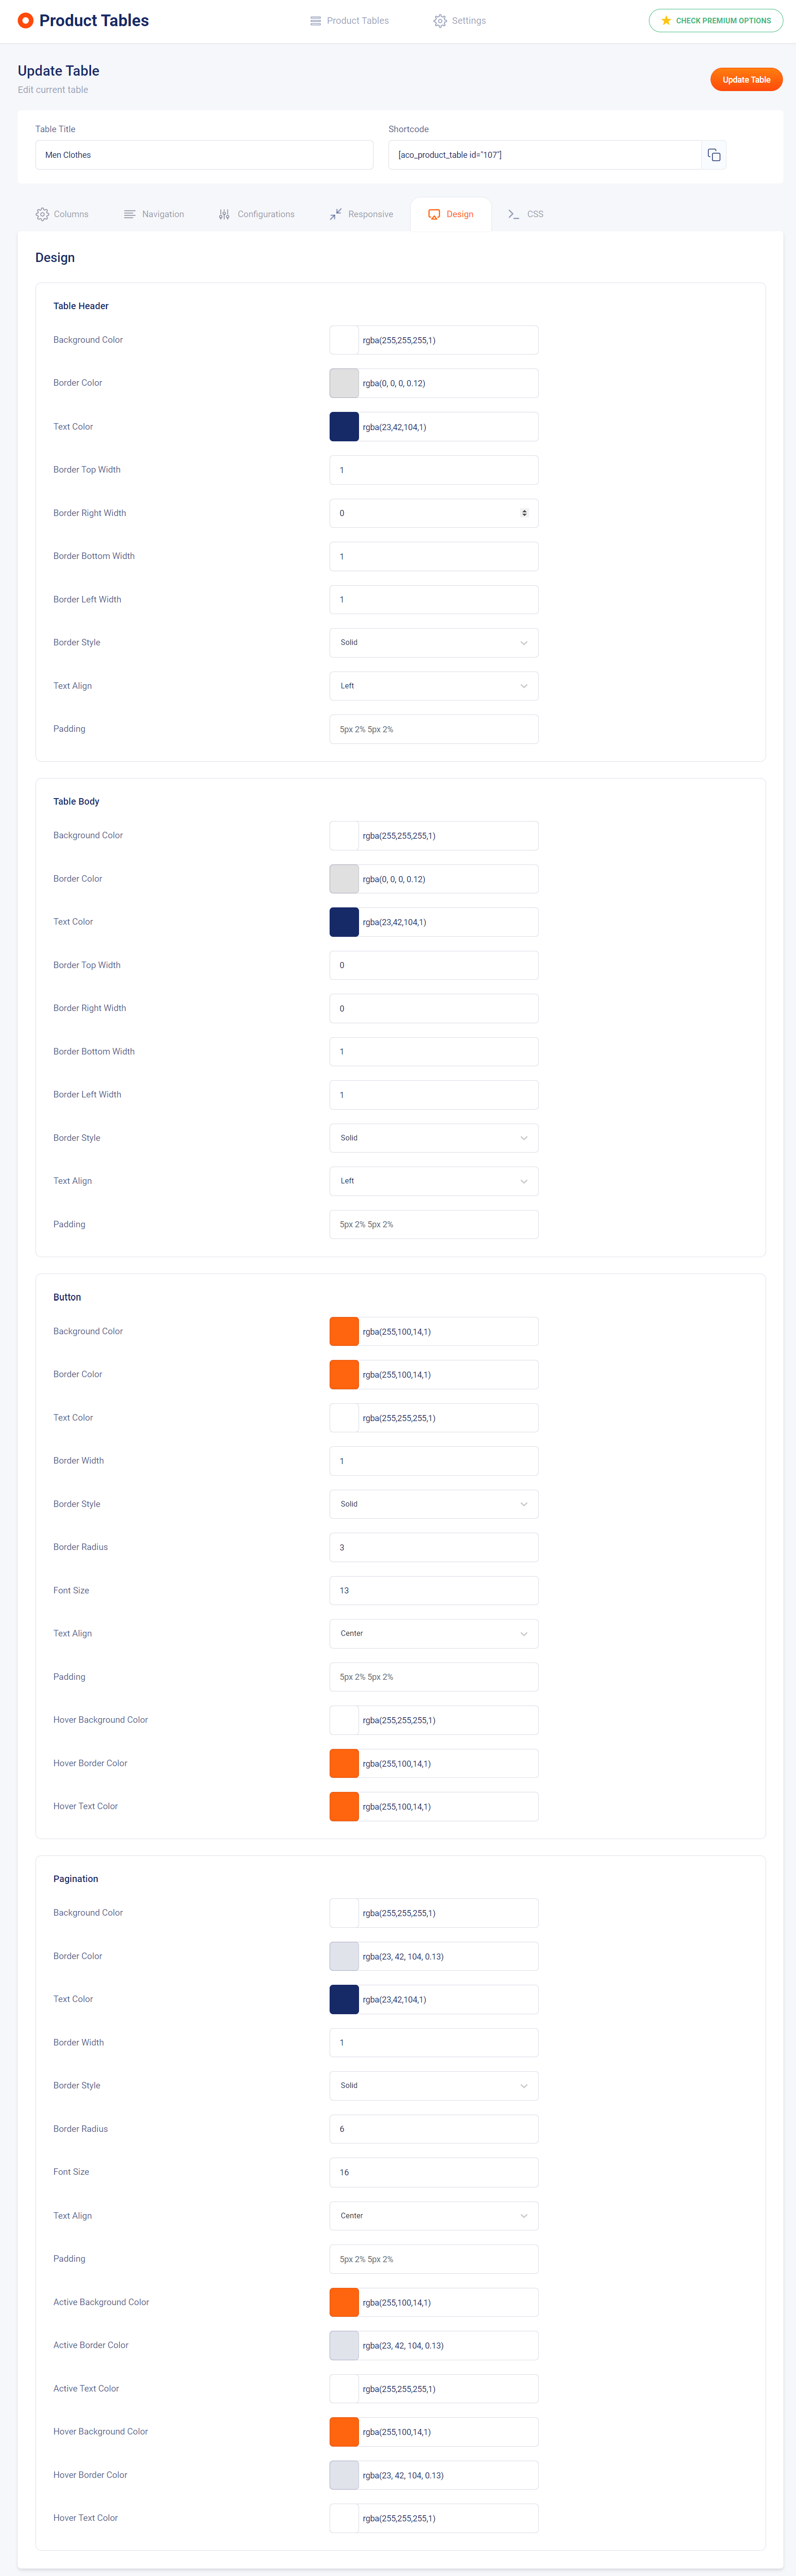 Product Tables
Product Tables
Settings
CHECK PREMIUM OPTIONS
Update Table
Edit current table
Update Table
Table Title
Shortcode
Men Clothes
[aco_product_table id="107"]
Columns
Navigation
Configurations
Responsive
Design
CSS
Design
Table Header
Background Color rgba(255,255,255,1)
Border Color rgba(0, 0, 0, 0.12)
Text Color rgba(23,42,104,1)
Border Top Width 1
Border Right Width 0
Border Bottom Width 1
Border Left Width 1
Border Style Solid
Text Align Left
Padding 5px 2% 5px 2%
Table Body
Background Color rgba(255,255,255,1)
Border Color rgba(0, 0, 0, 0.12)
Text Color rgba(23,42,104,1)
Border Top Width 0
Border Right Width 0
Border Bottom Width 1
Border Left Width 1
Border Style Solid
Text Align Left
Padding 5px 2% 5px 2%
Button
Background Color rgba(255,100,14,1)
Border Color rgba(255,100,14,1)
Text Color rgba(255,255,255,1)
Border Width 1
Border Style Solid
Border Radius 3
Font Size 13
Text Align Center
Padding 5px 2% 5px 2%
Hover Background Color rgba(255,255,255,1)
Hover Border Color rgba(255,100,14,1)
Hover Text Color rgba(255,100,14,1)
Pagination
Background Color rgba(255,255,255,1)
Border Color rgba(23, 42, 104, 0.13)
Text Color rgba(23,42,104,1)
Border Width 1
Border Style Solid
Border Radius 6
Font Size 16
Text Align Center
Padding 5px 2% 5px 2%
Active Background Color rgba(255,100,14,1)
Active Border Color rgba(23, 42, 104, 0.13)
Active Text Color rgba(255,255,255,1)
Hover Background Color rgba(255,100,14,1)
Hover Border Color rgba(23, 42, 104, 0.13)
Hover Text Color rgba(255,255,255,1)